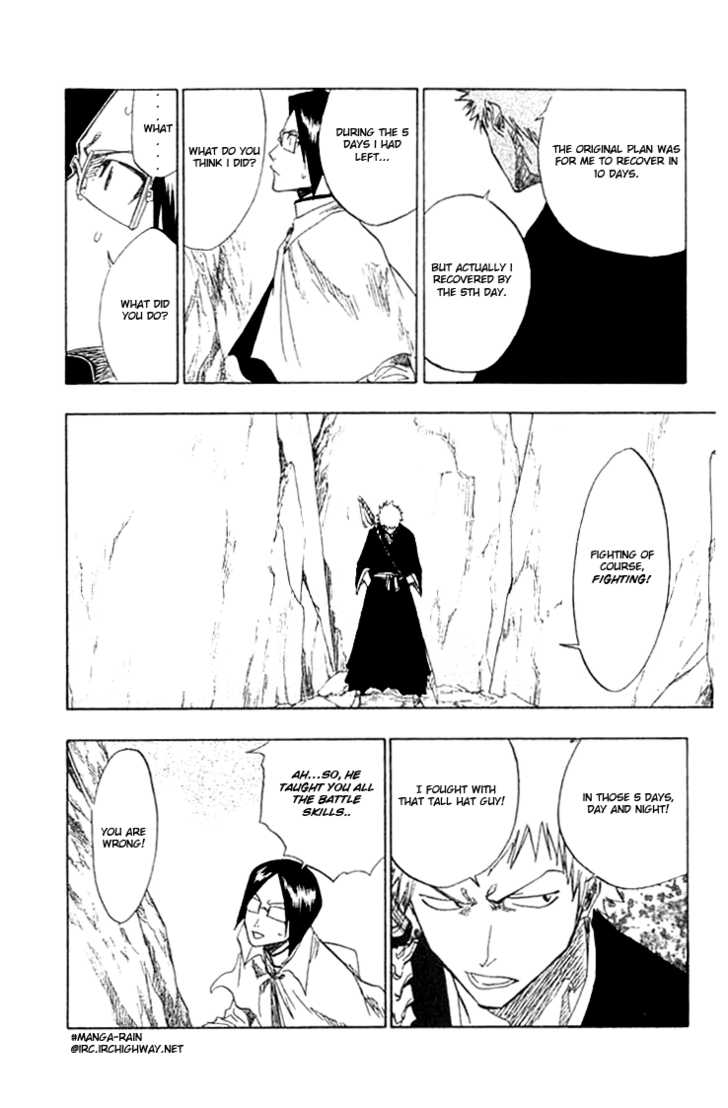 THE ORIGINAL PLAN WAS
FOR ME TO RECOVER IN
10 DAYS.
BUT ACTUALLY I
RECOVERED BY
THE 5TH DAY.
DURING THE 5
DAYS I HAD
LEFT...
WHAT DO YOU
THINK I DID?
......
WHAT
WHAT DID
YOU DO?
FIGHTING OF
COURSE,
FIGHTING!
IN THOSE 5 DAYS,
DAY AND NIGHT!
I FOUGHT WITH
THAT TALL HAT GUY!
AH...SO, HE
TAUGHT YOU ALL
THE BATTLE
SKILLS..
YOU ARE
WRONG!
#MANGA-RAIN
@IRC.IRCHIGHWAY.NET